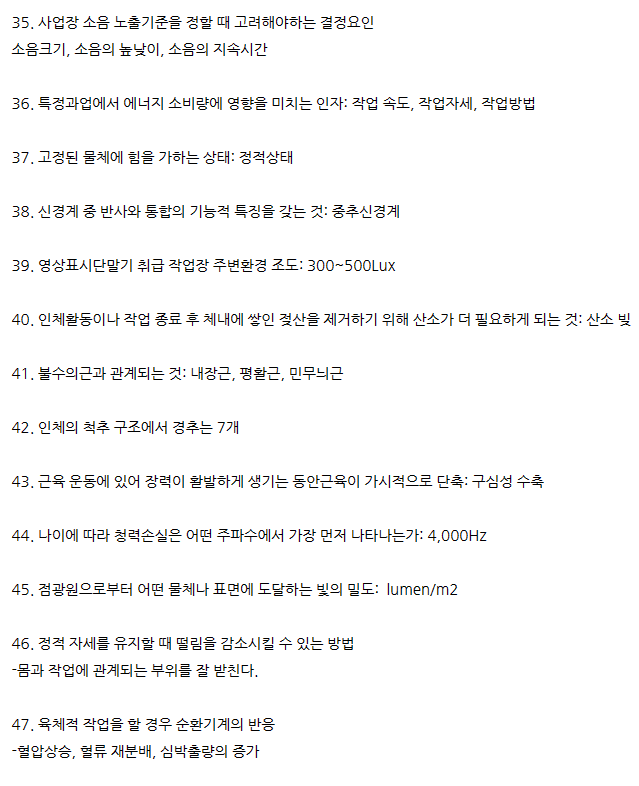 35. 사업장 소음 노출기준을 정할 때 고려해야하는 결정요인
소음크기, 소음의 높낮이, 소음의 지속시간
36. 특정과업에서 에너지 소비량에 영향을 미치는 인자: 작업 속도, 작업자세, 작업방법
37. 고정된 물체에 힘을 가하는 상태: 정적상태
38. 신경계 중 반사와 통합의 기능적 특징을 갖는 것: 중추신경계
39. 영상표시단말기 취급 작업장 주변환경 조도: 300~500Lux
40. 인체활동이나 작업 종료 후 체내에 쌓인 젖산을 제거하기 위해 산소가 더 필요하게 되는 것: 산소 빚
41. 불수의근과 관계되는 것: 내장근, 평활근, 민무늬근
42. 인체의 척추 구조에서 경추는 7개
43. 근육 운동에 있어 장력이 활발하게 생기는 동안근육이 가시적으로 단축: 구심성 수축
44. 나이에 따라 청력손실은 어떤 주파수에서 가장 먼저 나타나는가: 4,000Hz
45. 점광원으로부터 어떤 물체나 표면에 도달하는 빛의 밀도: lumen/m2
46. 정적 자세를 유지할 때 떨림을 감소시킬 수 있는 방법
-몸과 작업에 관계되는 부위를 잘 받친다.
47. 육체적 작업을 할 경우 순환기계의 반응
-혈압상승, 혈류 재분배, 심박출량의 증가